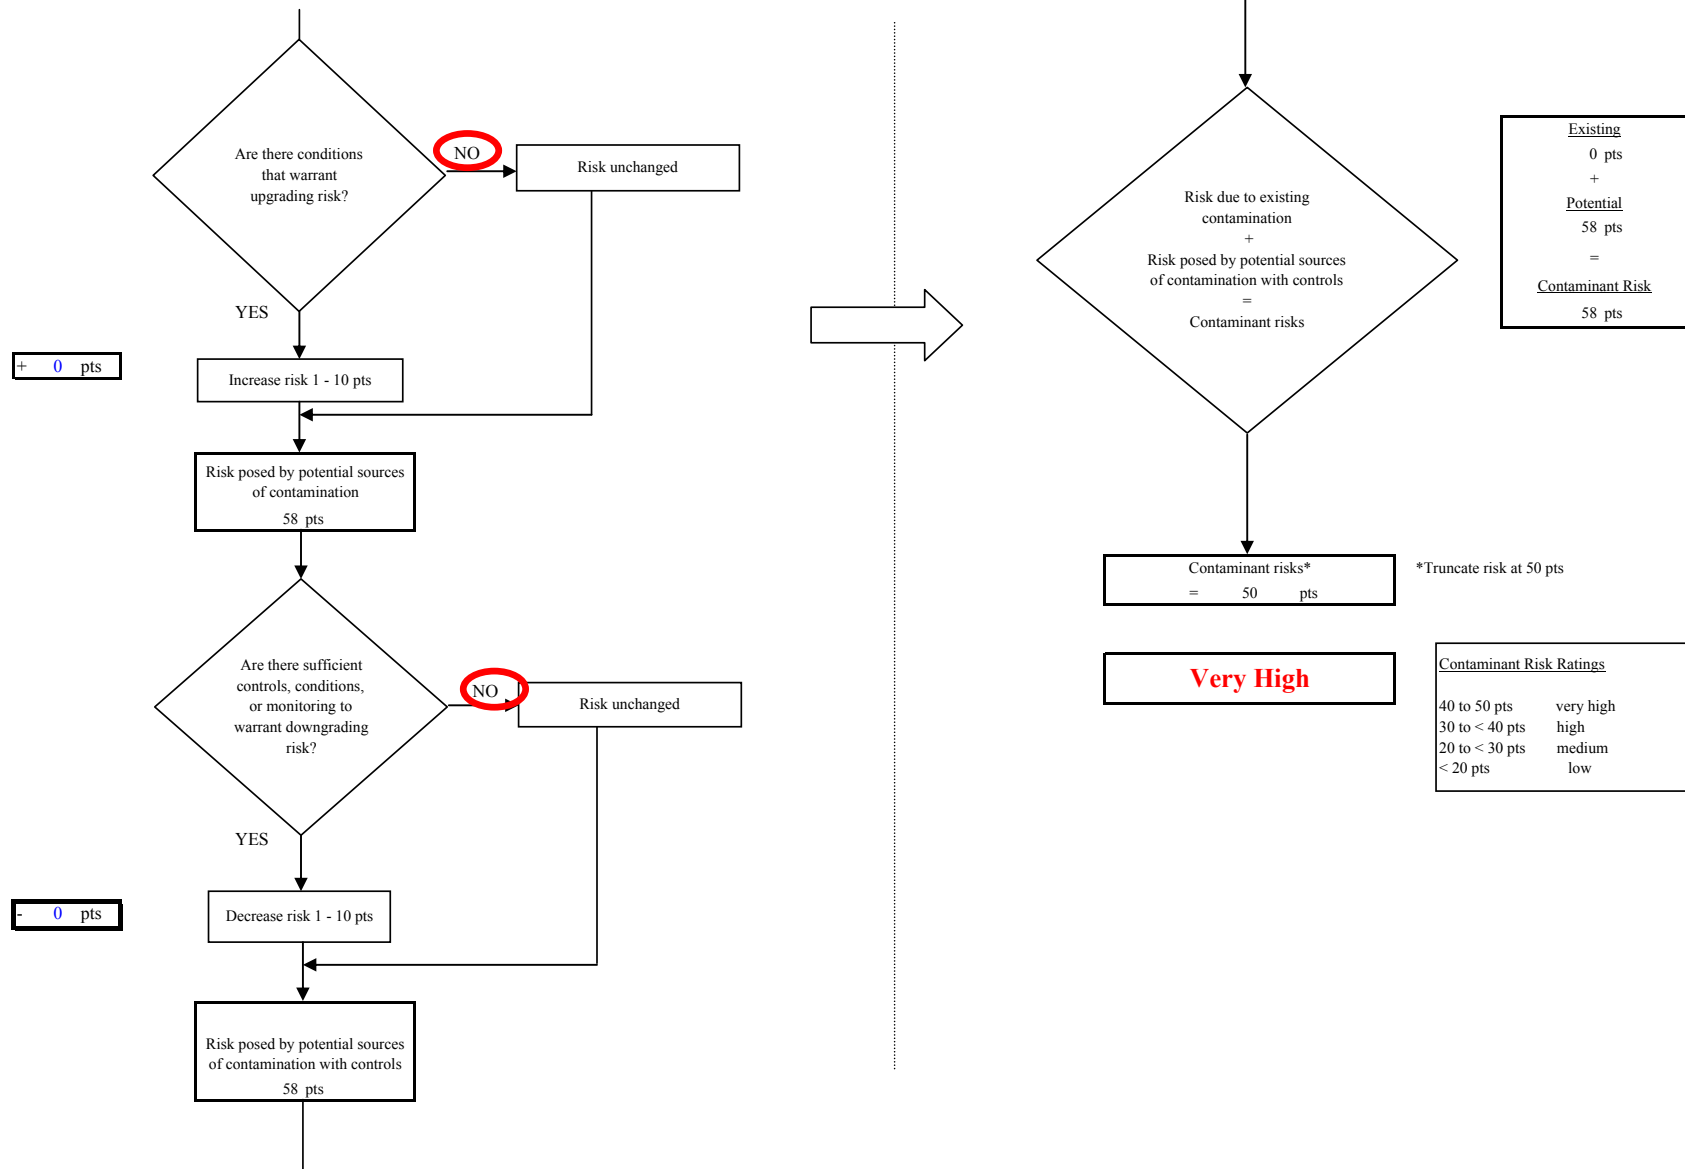 Are there conditions
that warrant
upgrading risk?
NO
Risk unchanged
YES
+ 0 pts
Increase risk 1 - 10 pts
Risk posed by potential sources
of contamination
58 pts
Are there sufficient
controls, conditions,
or monitoring to
warrant downgrading
risk?
NO
Risk unchanged
YES
- 0 pts
Decrease risk 1 - 10 pts
Risk posed by potential sources
of contamination with controls
58 pts
Risk due to existing
contamination
+
Risk posed by potential sources
of contamination with controls
=
Contaminant risks
Existing
0 pts
+
Potential
58 pts
=
Contaminant Risk
58 pts
Contaminant risks*
= 50 pts
*Truncate risk at 50 pts
Very High
Contaminant Risk Ratings
40 to 50 pts very high
30 to < 40 pts high
20 to < 30 pts medium
< 20 pts low